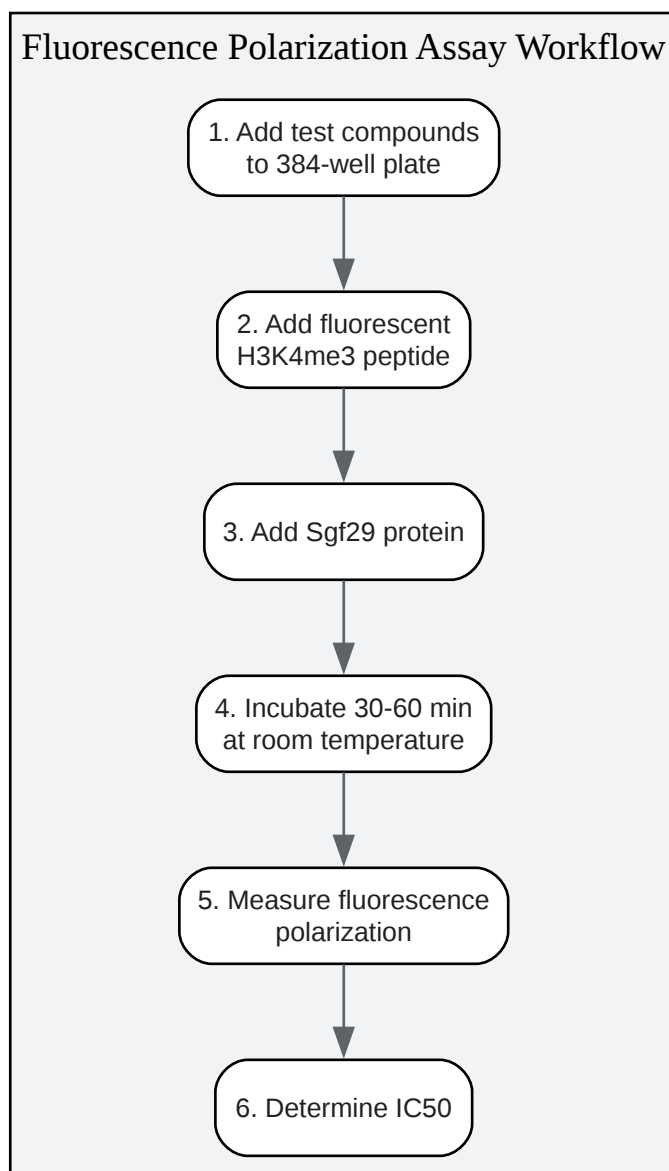 Fluorescence Polarization Assay Workflow
1. Add test compounds
to 384-well plate
2. Add fluorescent
H3K4me3 peptide
3. Add Sgf29 protein
4. Incubate 30-60 min
at room temperature
5. Measure fluorescence
polarization
6. Determine IC50